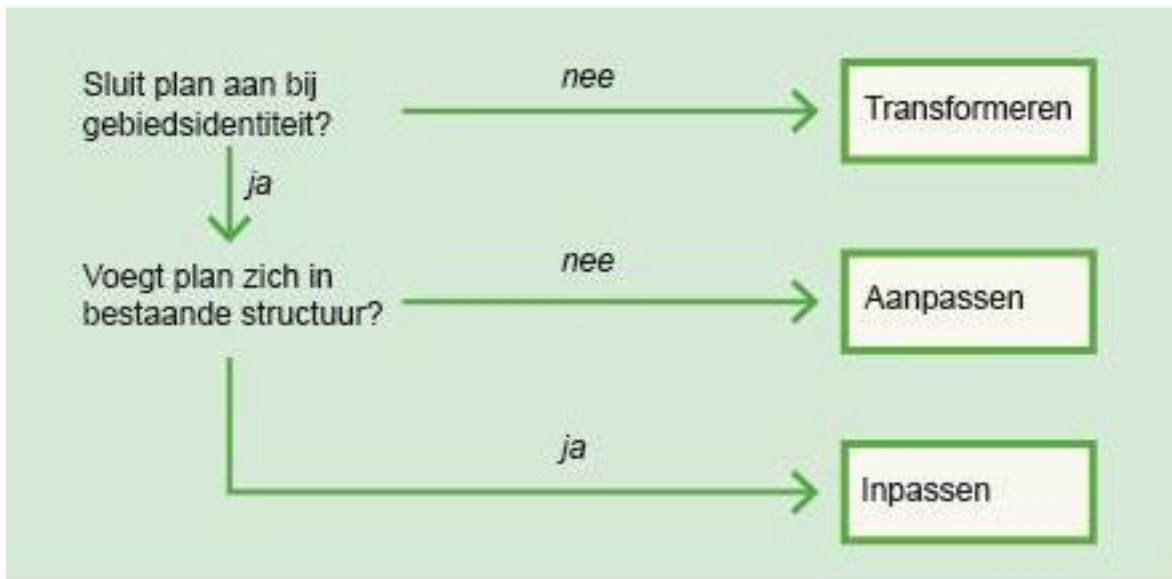 Sluit plan aan bij
gebiedsidentiteit?
nee
Transformeren
ja
Voegt plan zich in
bestaande structuur?
nee
Aanpassen
ja
Inpassen